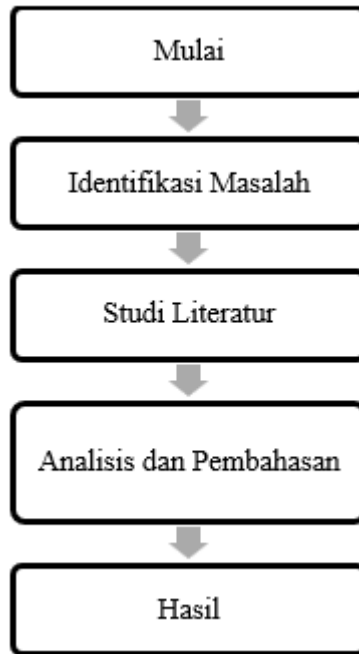 Mulai
Identifikasi Masalah
Studi Literatur
Analisis dan Pembahasan
Hasil